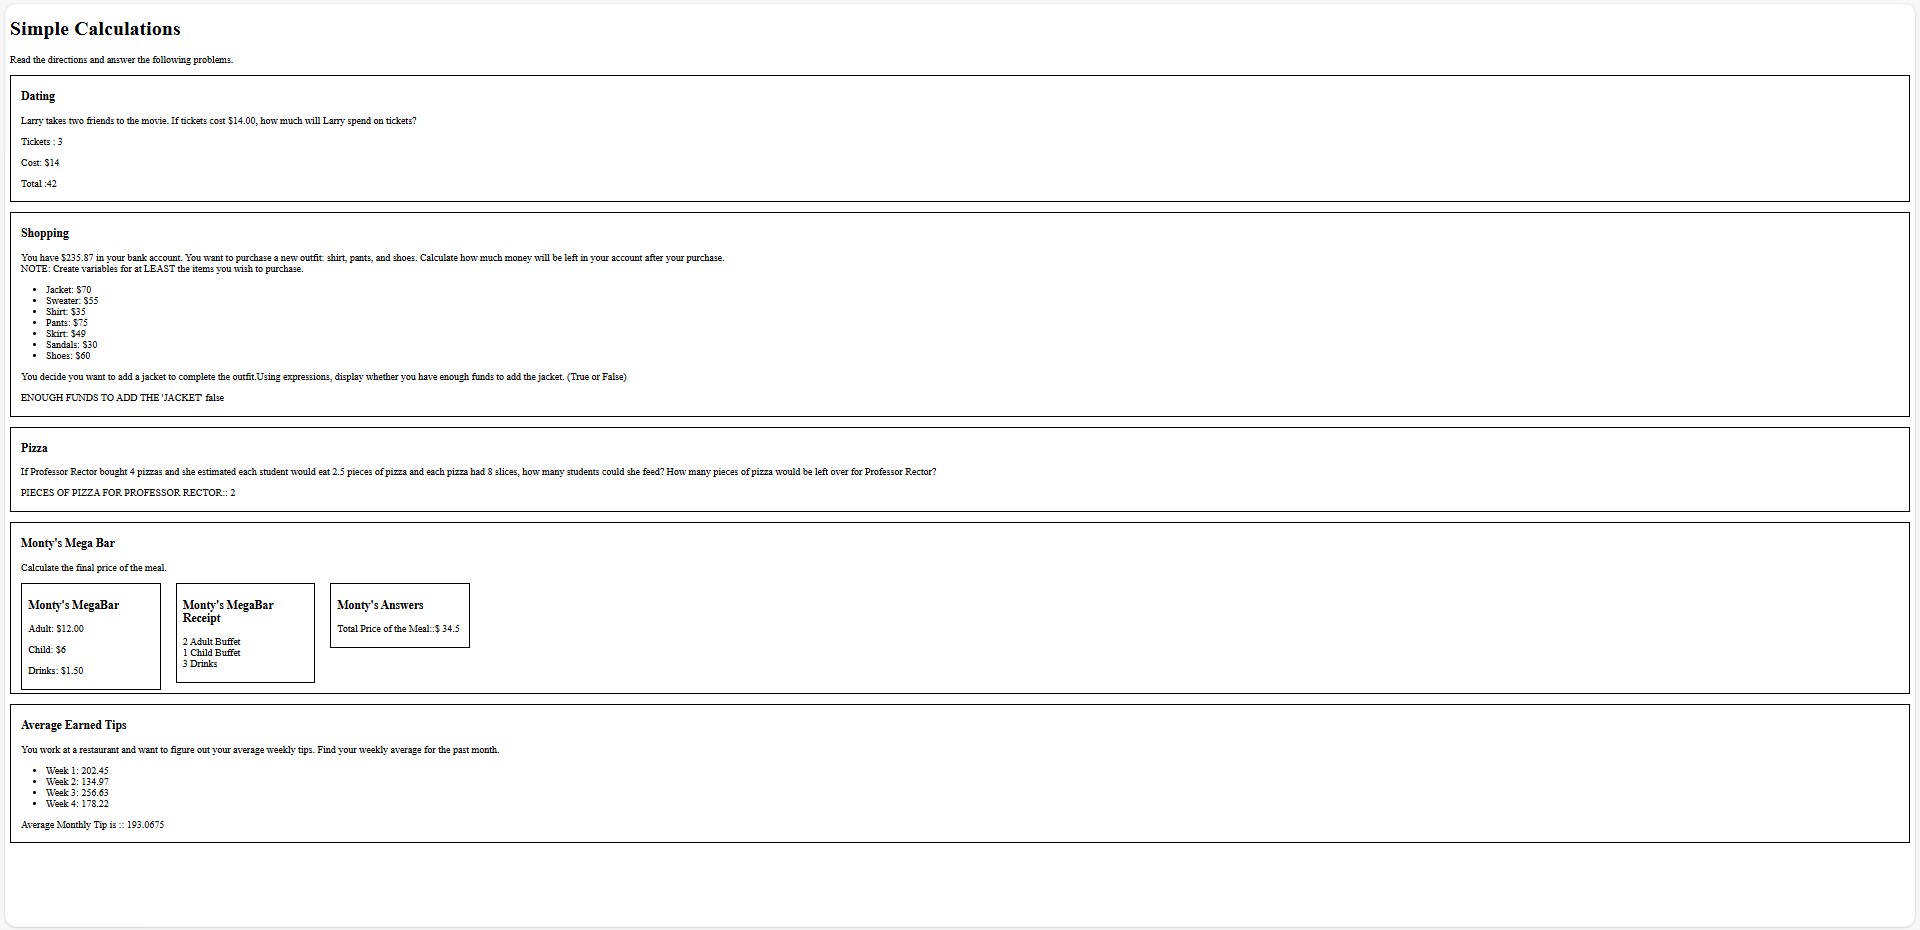 Simple Calculations
Read the directions and answer the following problems.
Dating
Larry takes two friends to the movie. If tickets cost $14.00, how much will Larry spend on tickets?
Tickets : 3
Cost: $14
Total :42
Shopping
You have $235.87 in your bank account. You want to purchase a new outfit: shirt, pants, and shoes. Calculate how much money will be left in your account after your purchase.
NOTE: Create variables for at LEAST the items you wish to purchase.
• Jacket: $70
• Sweater: $55
• Shirt: $35
• Pants: $75
• Skirt: $49
• Sandals: $30
• Shoes: $60
You decide you want to add a jacket to complete the outfit.Using expressions, display whether you have enough funds to add the jacket. (True or False)
ENOUGH FUNDS TO ADD THE 'JACKET' false
Pizza
If Professor Rector bought 4 pizzas and she estimated each student would eat 2.5 pieces of pizza and each pizza had 8 slices, how many students could she feed? How many pieces of pizza would be left over for Professor Rector?
PIECES OF PIZZA FOR PROFESSOR RECTOR:: 2
Monty's Mega Bar
Calculate the final price of the meal.
Monty's MegaBar
Adult: $12.00
Child: $6
Drinks: $1.50
Monty's MegaBar
Receipt
2 Adult Buffet
1 Child Buffet
3 Drinks
Monty's Answers
Total Price of the Meal::$ 34.5
Average Earned Tips
You work at a restaurant and want to figure out your average weekly tips. Find your weekly average for the past month.
• Week 1: 202.45
• Week 2: 134.97
• Week 3: 256.63
• Week 4: 178.22
Average Monthly Tip is :: 193.0675